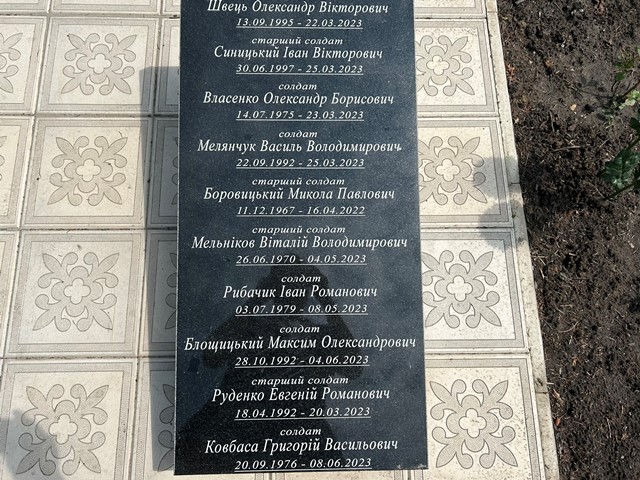 Швець Олександр Вікторович
13.09.1995 - 22.03.2023
старший солдат
Синицький Іван Вікторович
30.06.1997 - 25.03.2023
солдат
Власенко Олександр Борисович
14.07.1975 - 23.03.2023
солдат
Мелянчук Василь Володимирович
22.09.1992 - 25.03.2023
старший солдат
Боровицький Микола Павлович
11.12.1967 - 16.04.2022
старший солдат
Мельніков Віталій Володимирович
26.06.1970 - 04.05.2023
солдат
Рибачик Іван Романович
03.07.1979 - 08.05.2023
солдат
Блощицький Максим Олександрович
28.10.1992 - 04.06.2023
старший солдат
Руденко Евгеній Романович
18.04.1992 - 20.03.2023
солдат
Ковбаса Григорій Васильович
20.09.1976 - 08.06.2023